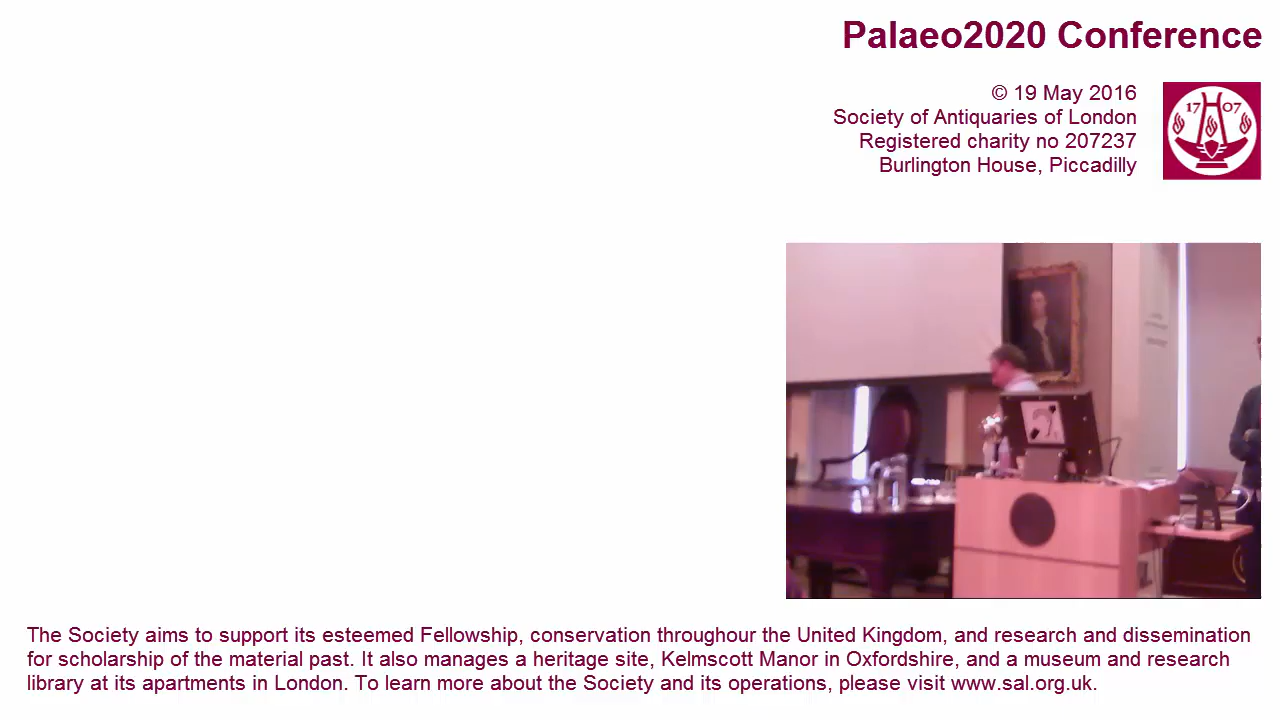 Palaeo2020 Conference
© 19 May 2016
Society of Antiquaries of London
Registered charity no 207237
Burlington House, Piccadilly
17 07
The Society aims to support its esteemed Fellowship, conservation throughour the United Kingdom, and research and dissemination
for scholarship of the material past. It also manages a heritage site, Kelmscott Manor in Oxfordshire, and a museum and research
library at its apartments in London. To learn more about the Society and its operations, please visit www.sal.org.uk.